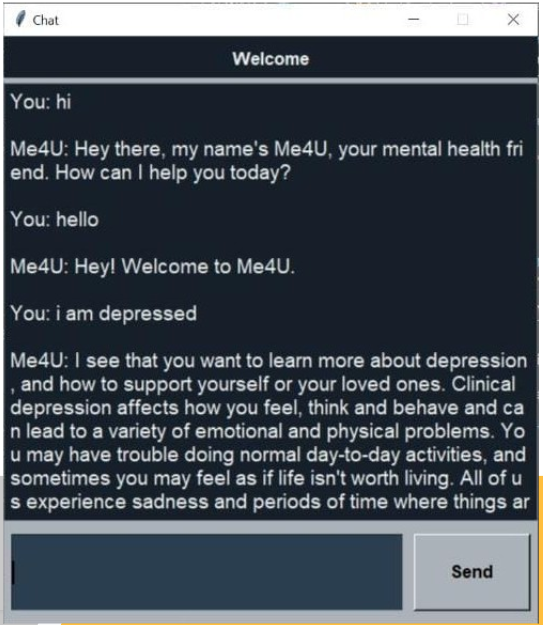 Chat
Welcome
You: hi
Me4U: Hey there, my name's Me4U, your mental health fri
end. How can I help you today?
You: hello
Me4U: Hey! Welcome to Me4U.
You: i am depressed
Me4U: I see that you want to learn more about depression
, and how to support yourself or your loved ones. Clinical
depression affects how you feel, think and behave and ca
n lead to a variety of emotional and physical problems. Yo
u may have trouble doing normal day-to-day activities, and
sometimes you may feel as if life isn't worth living. All of u
s experience sadness and periods of time where things ar
Send